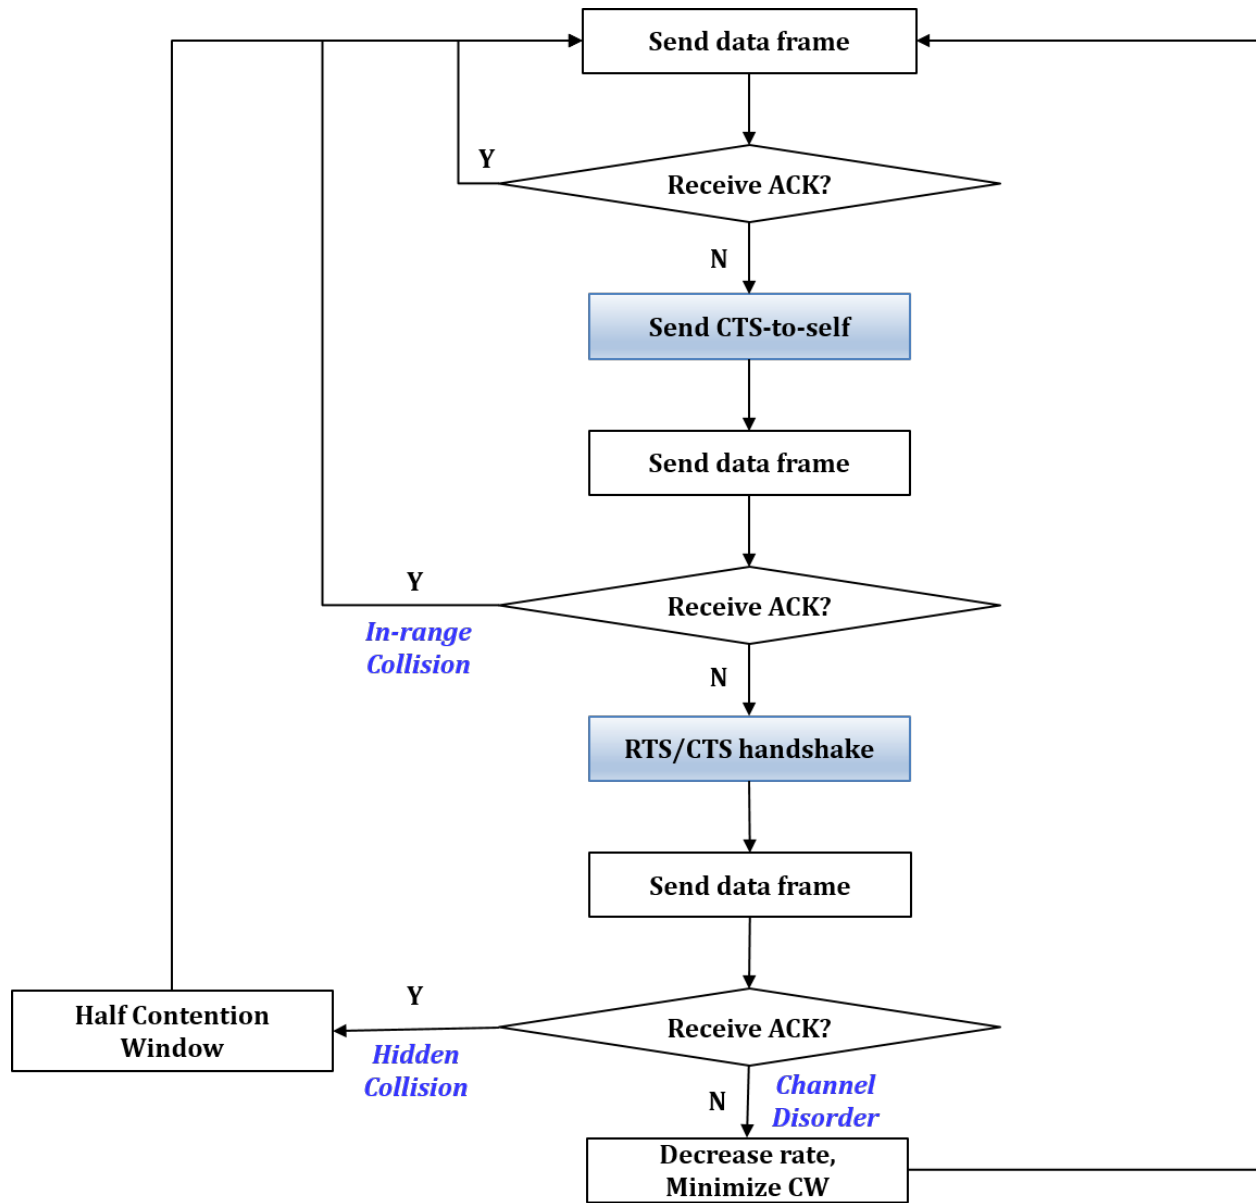 Send data frame
Y
Receive ACK?
N
Send CTS-to-self
Send data frame
Y
Receive ACK?
In-range
Collision
N
RTS/CTS handshake
Send data frame
Y
Half Contention
Window
Receive ACK?
Hidden
Collision
N
Channel
Disorder
Decrease rate,
Minimize CW